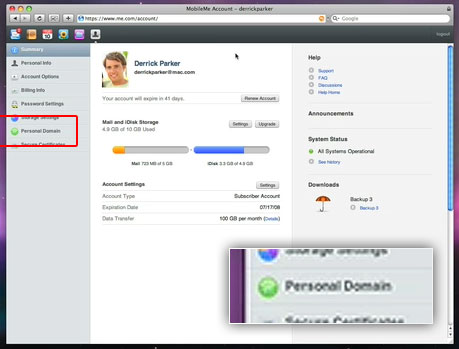 MobileMe Account – derrickparker
https://www.me.com/account/
Google
logout
Summary
Personal Info
Account Options
Billing Info
Password Settings
Storage Settings
Personal Domain
Secure Certificates
Derrick Parker
derrickparker@mac.com
Your account will expire in 41 days.
Renew Account
Mail and iDisk Storage
4.9 GB of 10 GB Used
Settings
Upgrade
Mail 723 MB of 5 GB
iDisk 3.3 GB of 4.9 GB
Account Settings
Settings
Account Type
Subscriber Account
Expiration Date
07/17/08
Data Transfer
100 GB per month (Details)
Help
Support
FAQ
Discussions
Help Home
Announcements
System Status
All Systems Operational
See history
Downloads
Backup 3
Backup 3
Storage Settings
Personal Domain
Secure Certificates